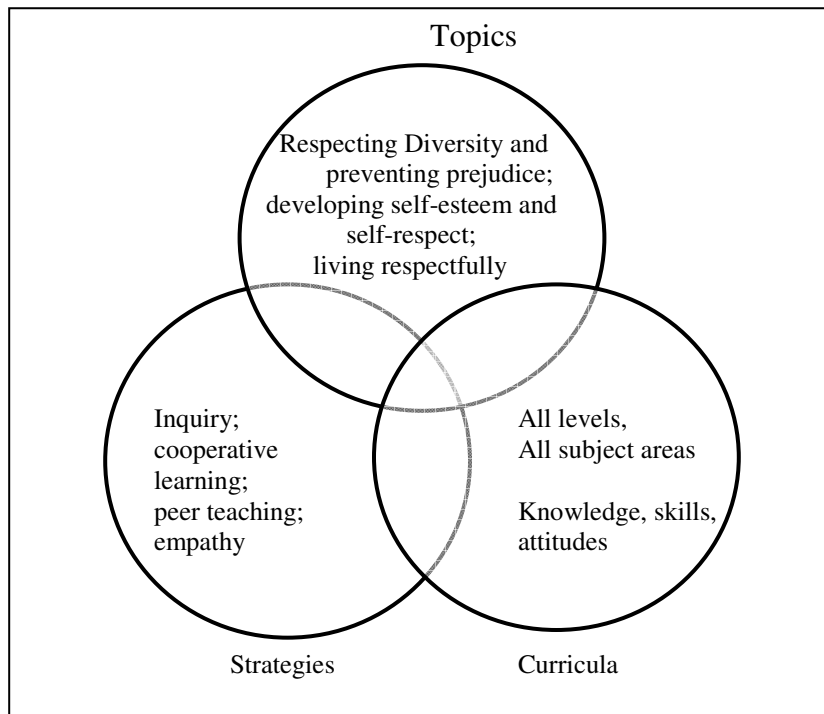 Topics
Respecting Diversity and
preventing prejudice;
developing self-esteem and
self-respect;
living respectfully
Inquiry;
cooperative
learning;
peer teaching;
empathy
All levels,
All subject areas
Knowledge, skills,
attitudes
Strategies
Curricula